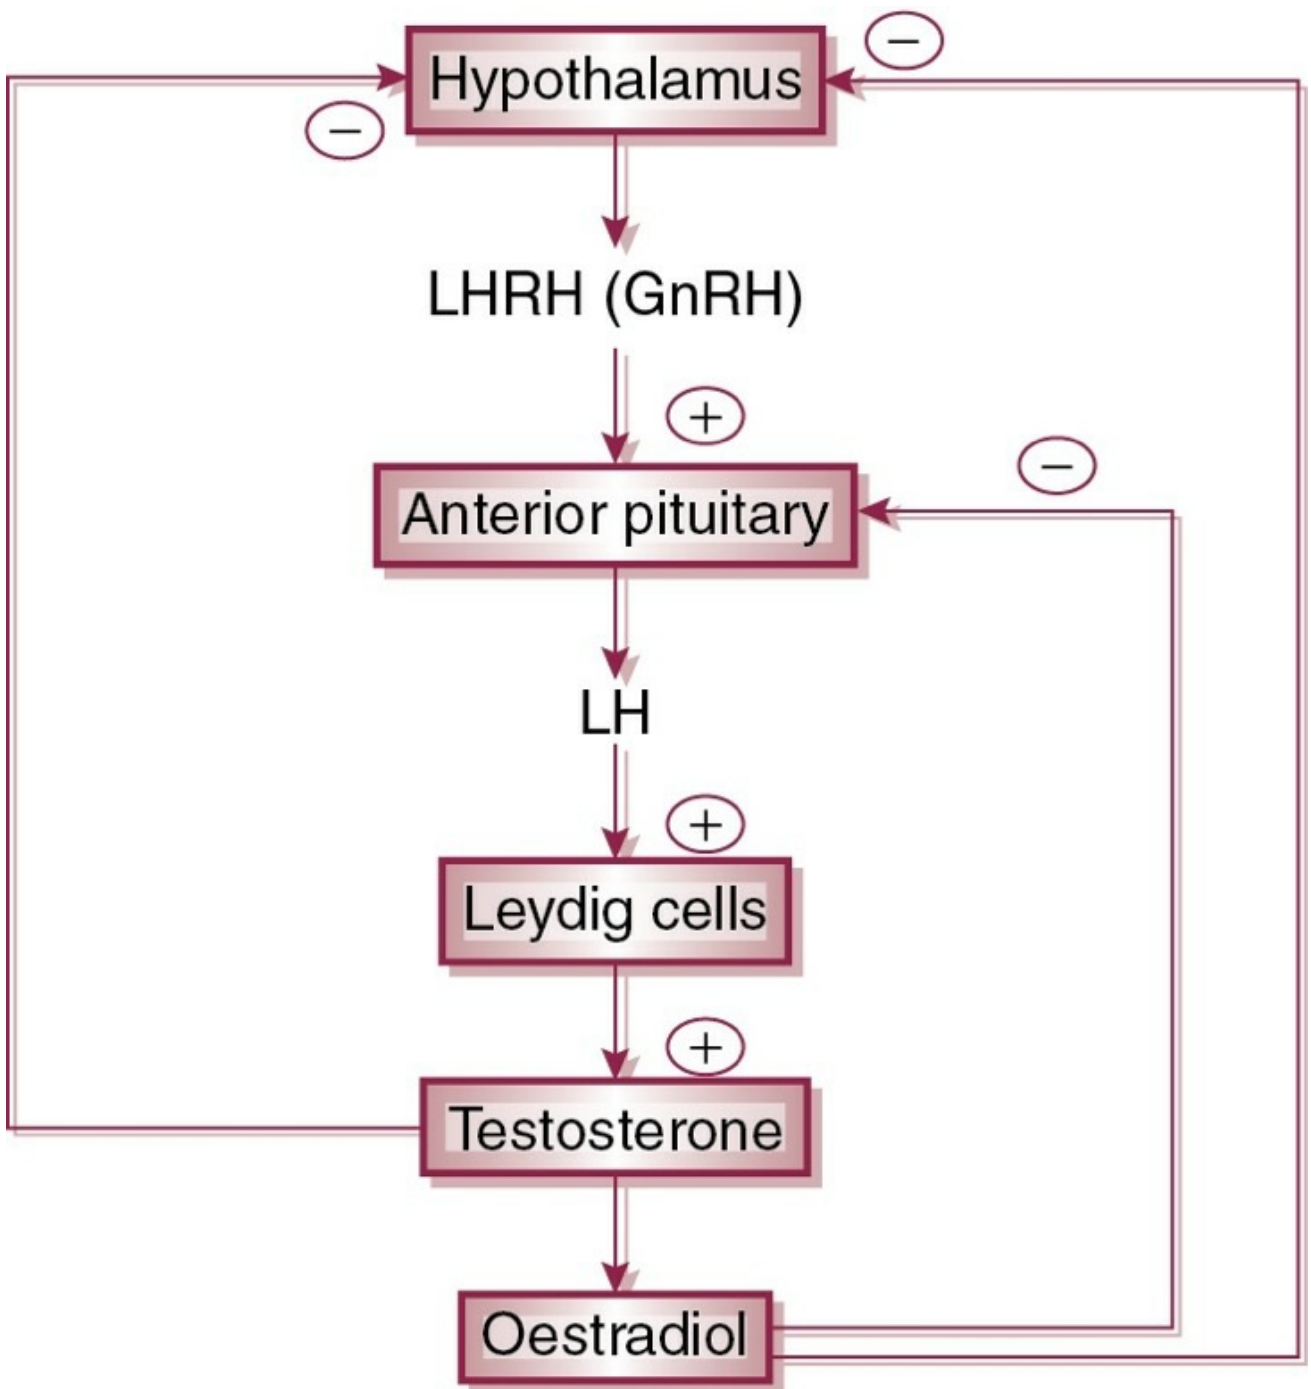 Hypothalamus
−
−
LHRH (GnRH)
+
Anterior pituitary
−
LH
+
Leydig cells
+
Testosterone
Oestradiol